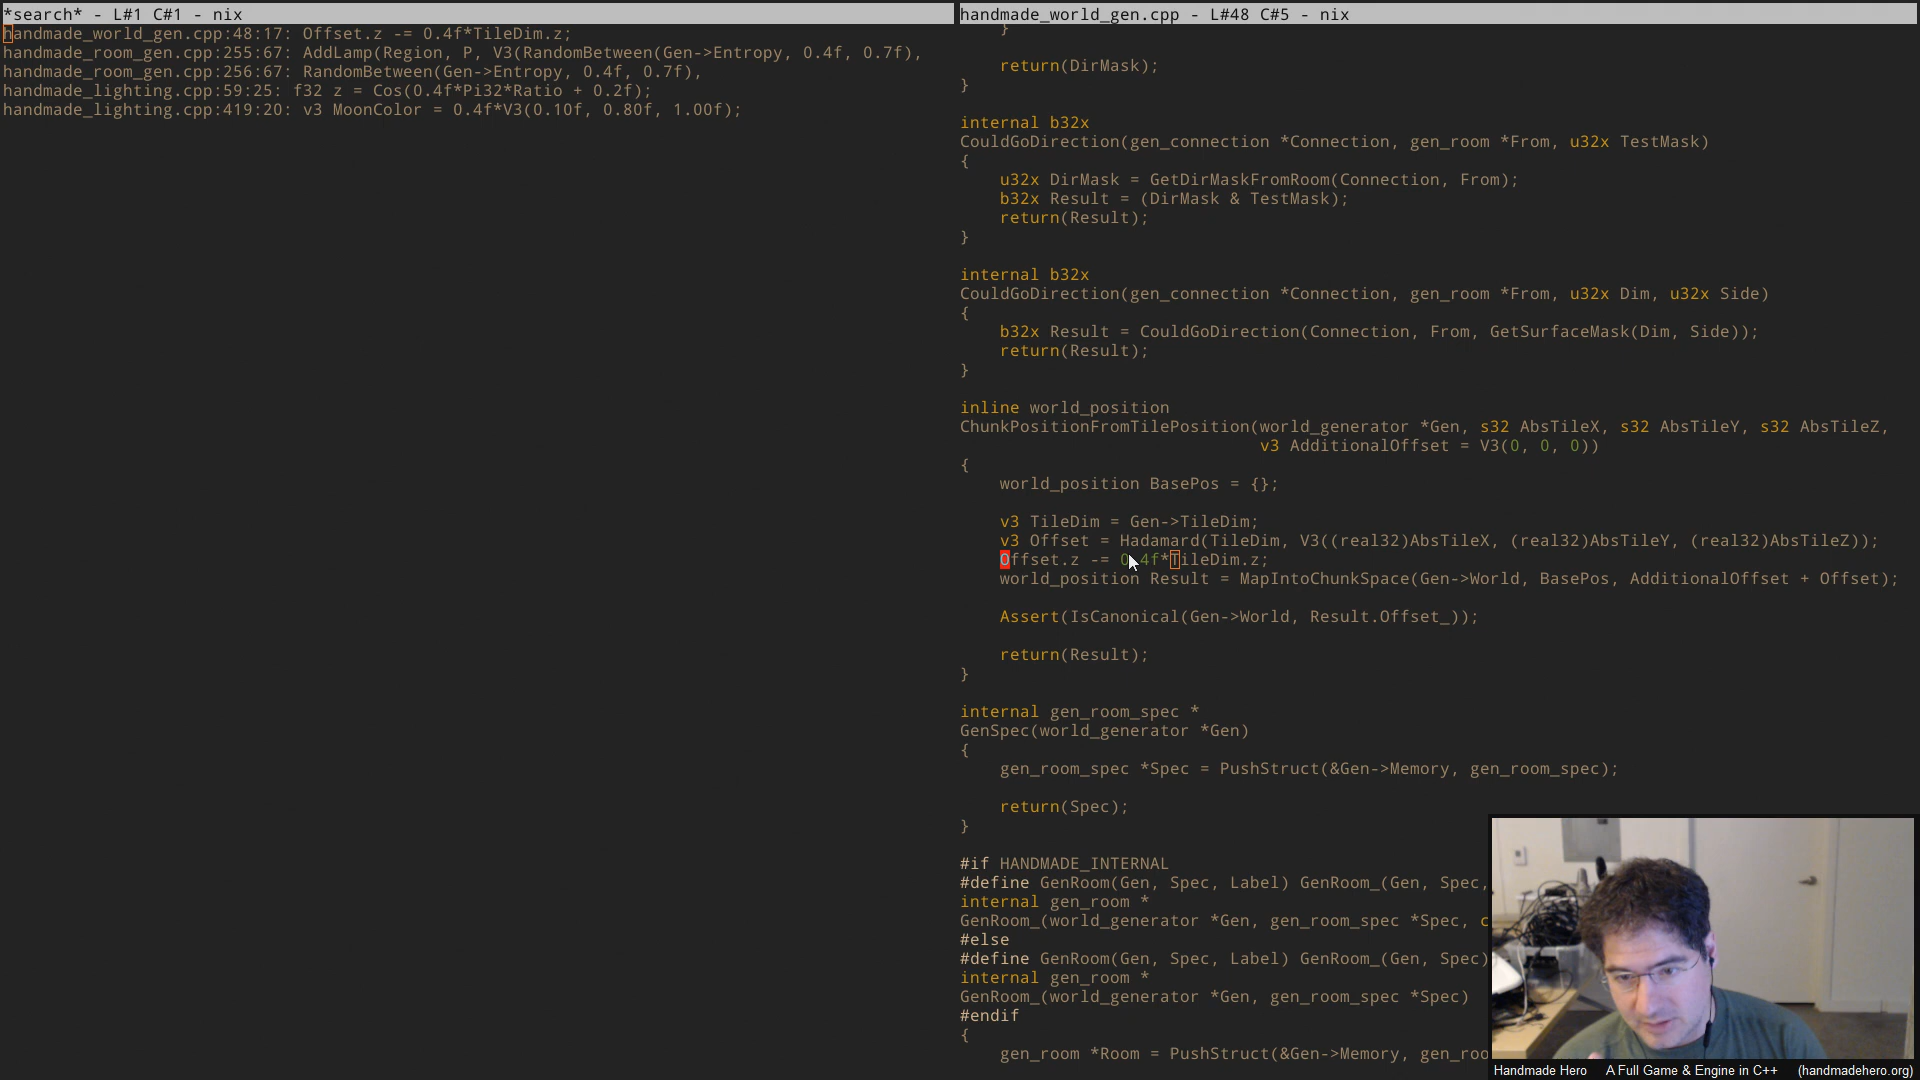 *search* - L#1 C#1 - nix
handmade_world_gen.cpp:48:17: Offset.z -= 0.4f*TileDim.z;
handmade_room_gen.cpp:255:67: AddLamp(Region, P, V3(RandomBetween(Gen->Entropy, 0.4f, 0.7f),
handmade_room_gen.cpp:256:67: RandomBetween(Gen->Entropy, 0.4f, 0.7f),
handmade_lighting.cpp:59:25: f32 z = Cos(0.4f*Pi32*Ratio + 0.2f);
handmade_lighting.cpp:419:20: v3 MoonColor = 0.4f*V3(0.10f, 0.80f, 1.00f);
handmade_world_gen.cpp - L#48 C#5 - nix
}
return(DirMask);
}
internal b32x
CouldGoDirection(gen_connection *Connection, gen_room *From, u32x TestMask)
{
u32x DirMask = GetDirMaskFromRoom(Connection, From);
b32x Result = (DirMask & TestMask);
return(Result);
}
internal b32x
CouldGoDirection(gen_connection *Connection, gen_room *From, u32x Dim, u32x Side)
{
b32x Result = CouldGoDirection(Connection, From, GetSurfaceMask(Dim, Side));
return(Result);
}
inline world_position
ChunkPositionFromTilePosition(world_generator *Gen, s32 AbsTileX, s32 AbsTileY, s32 AbsTileZ,
v3 AdditionalOffset = V3(0, 0, 0))
{
world_position BasePos = {};
v3 TileDim = Gen->TileDim;
v3 Offset = Hadamard(TileDim, V3((real32)AbsTileX, (real32)AbsTileY, (real32)AbsTileZ));
Offset.z -= 0.4f*TileDim.z;
world_position Result = MapIntoChunkSpace(Gen->World, BasePos, AdditionalOffset + Offset);
Assert(IsCanonical(Gen->World, Result.Offset_));
return(Result);
}
internal gen_room_spec *
GenSpec(world_generator *Gen)
{
gen_room_spec *Spec = PushStruct(&Gen->Memory, gen_room_spec);
return(Spec);
}
#if HANDMADE_INTERNAL
#define GenRoom(Gen, Spec, Label) GenRoom_(Gen, Spec,
internal gen_room *
GenRoom_(world_generator *Gen, gen_room_spec *Spec, c
#else
#define GenRoom(Gen, Spec, Label) GenRoom_(Gen, Spec)
internal gen_room *
GenRoom_(world_generator *Gen, gen_room_spec *Spec)
#endif
{
gen_room *Room = PushStruct(&Gen->Memory, gen_roo
Handmade Hero A Full Game & Engine in C++ (handmadehero.org)